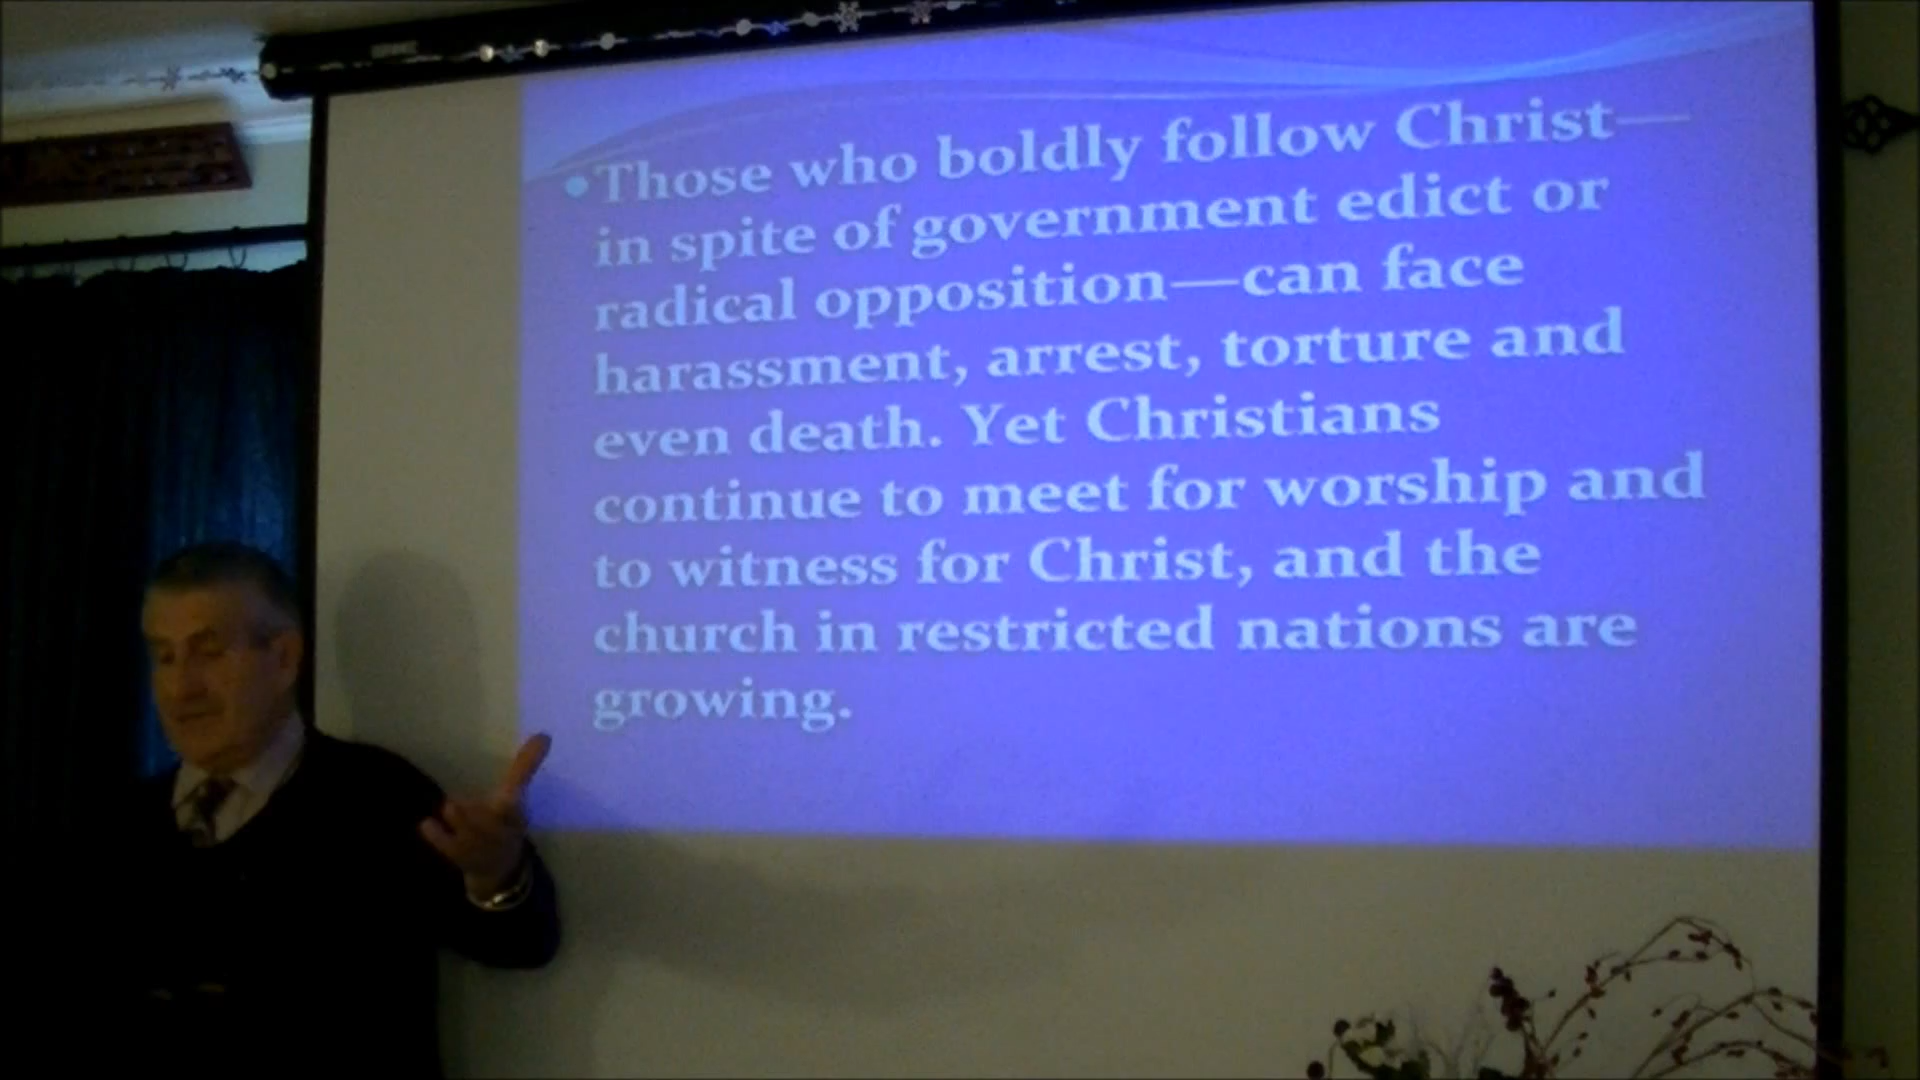 •Those who boldly follow Christ—
in spite of government edict or
radical opposition—can face
harassment, arrest, torture and
even death. Yet Christians
continue to meet for worship and
to witness for Christ, and the
church in restricted nations are
growing.